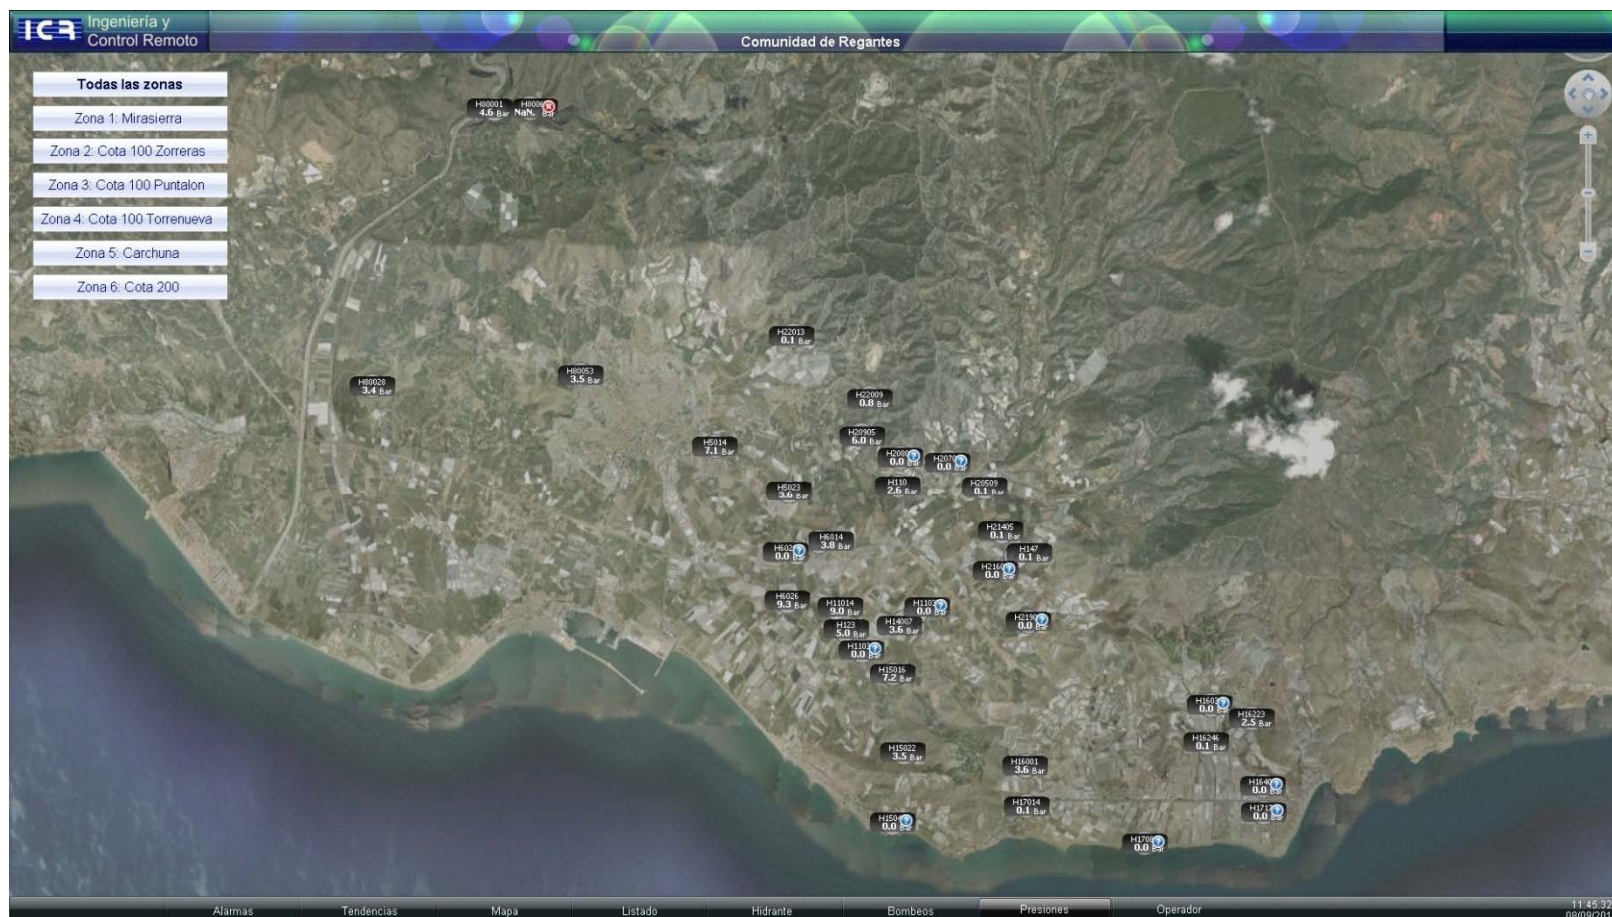 ICR
Ingeniería y
Control Remoto
Comunidad de Regantes
Todas las zonas
Zona 1: Mirasierra
Zona 2: Cota 100 Zorreras
Zona 3: Cota 100 Puntalon
Zona 4: Cota 100 Torrenueva
Zona 5: Carchuna
Zona 6: Cota 200
H80001
4.6 Bar
NaN. Bar
H22013
0.1 Bar
H80028
3.4 Bar
H80053
3.5 Bar
H22009
0.8 Bar
H20905
6.0 Bar
H5014
7.1 Bar
0.0 Bar
0.0 Bar
H110
2.6 Bar
H20509
0.1 Bar
H5023
3.6 Bar
H21405
0.1 Bar
H6014
3.8 Bar
0.0 Bar
H147
0.1 Bar
0.0 Bar
H6026
9.3 Bar
H11014
9.0 Bar
0.0 Bar
H123
5.0 Bar
H14007
3.6 Bar
0.0 Bar
0.0 Bar
H15016
7.2 Bar
0.0 Bar
H16223
2.5 Bar
H16246
0.1 Bar
H15022
3.5 Bar
H16001
3.6 Bar
0.0 Bar
H17014
0.1 Bar
0.0 Bar
0.0 Bar
0.0 Bar
Alarmas
Tendencias
Mapa
Listado
Hidrante
Bombeos
Presiones
Operador
11:45:32